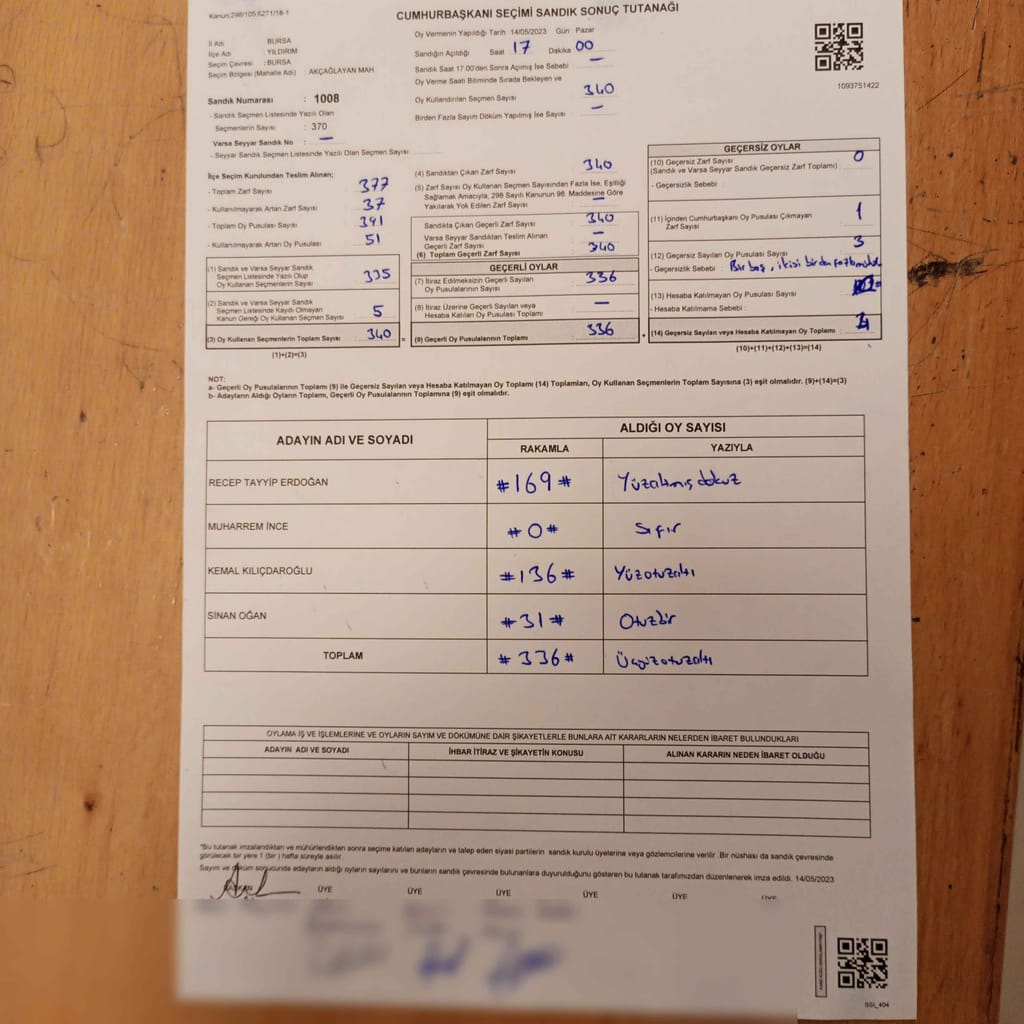 Kanun:298/105.6271/18-1
CUMHURBAŞKANI SEÇİMİ SANDIK SONUÇ TUTANAĞI
İl Adı BURSA
İlçe Adı YILDIRIM
Seçim Çevresi :BURSA
Seçim Bölgesi (Mahalle Adı) AKÇAĞLAYAN MAH
Sandık Numarası : 1008
- Sandık Seçmen Listesinde Yazılı Olan
Seçmenlerin Sayısı : 370
Varsa Seyyar Sandık No : —
- Seyyar Sandık Seçmen Listesinde Yazılı Olan Seçmen Sayısı
Oy Vermenin Yapıldığı Tarih 14/05/2023 Gün Pazar
Sandığın Açıldığı Saat 17 Dakika 00
Sandık Saat 17:00'den Sonra Açılmış İse Sebebi : —
Oy Verme Saati Bitiminde Sırada Bekleyen ve
Oy Kullandırılan Seçmen Sayısı 340
Birden Fazla Sayım Döküm Yapılmış İse Sayısı —
1093751422
İlçe Seçim Kurulundan Teslim Alınan;
- Toplam Zarf Sayısı : 377
- Kullanılmayarak Artan Zarf Sayısı : 37
- Toplam Oy Pusulası Sayısı : 391
- Kullanılmayarak Artan Oy Pusulası : 51
(1) Sandık ve Varsa Seyyar Sandık
Seçmen Listesinde Yazılı Olup
Oy Kullanan Seçmenlerin Sayısı : 335
(2) Sandık ve Varsa Seyyar Sandık
Seçmen Listesinde Kayıtlı Olmayan
Kanun Gereği Oy Kullanan Seçmen Sayısı : 5
(3) Oy Kullanan Seçmenlerin Toplam Sayısı : 340
(1)+(2)=(3)
(4) Sandıktan Çıkan Zarf Sayısı 340
(5) Zarf Sayısı Oy Kullanan Seçmen Sayısından Fazla İse, Eşitliği
Sağlamak Amacıyla, 298 Sayılı Kanunun 98. Maddesine Göre
Yakılarak Yok Edilen Zarf Sayısı —
Sandıkta Çıkan Geçerli Zarf Sayısı 340
Varsa Seyyar Sandıktan Teslim Alınan
Geçerli Zarf Sayısı —
(6) Toplam Geçerli Zarf Sayısı 340
GEÇERLİ OYLAR
(7) İtiraz Edilmeksizin Geçerli Sayılan
Oy Pusulalarının Sayısı 336
(8) İtiraz Üzerine Geçerli Sayılan veya
Hesaba Katılan Oy Pusulası Toplamı —
= (9) Geçerli Oy Pusulalarının Toplamı 336
GEÇERSİZ OYLAR
(10) Geçersiz Zarf Sayısı
(Sandık ve Varsa Seyyar Sandık Geçersiz Zarf Toplamı) : 0
- Geçersizlik Sebebi :
(11) İçinden Cumhurbaşkanı Oy Pusulası Çıkmayan
Zarf Sayısı : 1
(12) Geçersiz Sayılan Oy Pusulası Sayısı : 3
- Geçersizlik Sebebi : Bir boş, ikisi birden
(13) Hesaba Katılmayan Oy Pusulası Sayısı :
- Hesaba Katılmama Sebebi :
+ (14) Geçersiz Sayılan veya Hesaba Katılmayan Oy Toplamı : 4
(10)+(11)+(12)+(13)=(14)
NOT:
a- Geçerli Oy Pusulalarının Toplamı (9) ile Geçersiz Sayılan veya Hesaba Katılmayan Oy Toplamı (14) Toplamları, Oy Kullanan Seçmenlerin Toplam Sayısına (3) eşit olmalıdır. (9)+(14)=(3)
b- Adayların Aldığı Oyların Toplamı, Geçerli Oy Pusulalarının Toplamına (9) eşit olmalıdır.
ADAYIN ADI VE SOYADI ALDIĞI OY SAYISI
RAKAMLA YAZIYLA
RECEP TAYYİP ERDOĞAN #169# Yüzaltmış dokuz
MUHARREM İNCE #0# Sıfır
KEMAL KILIÇDAROĞLU #136# Yüzotuzaltı
SİNAN OĞAN #31# Otuzbir
TOPLAM #336# Üçyüzotuzaltı
OYLAMA İŞ VE İŞLEMLERİNE VE OYLARIN SAYIM VE DÖKÜMÜNE DAİR ŞİKAYETLERLE BUNLARA AİT KARARLARIN NELERDEN İBARET BULUNDUKLARI
ADAYIN ADI VE SOYADI İHBAR İTİRAZ VE ŞİKAYETİN KONUSU ALINAN KARARIN NEDEN İBARET OLDUĞU
"Bu tutanak imzalandıktan ve mühürlendikten sonra seçime katılan adayların ve talep eden siyasi partilerin sandık kurulu üyelerine veya gözlemcilerine verilir. Bir nüshası da sandık çevresinde
görülecek bir yere 1 (bir) hafta süreyle asılır.
Sayım ve döküm sonucunda adayların aldığı oyların sayılarını ve bunların sandık çevresinde bulunanlara duyurulduğunu gösteren bu tutanak tarafımızdan düzenlenerek imza edildi. 14/05/2023
BAŞKAN ÜYE ÜYE ÜYE ÜYE ÜYE ÜYE
SSI_404